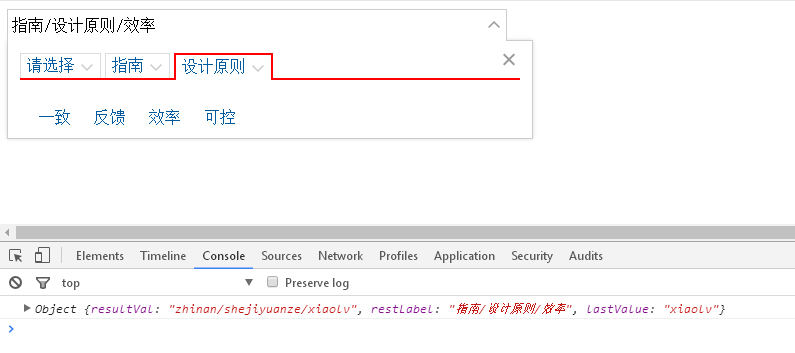 指南/设计原则/效率
请选择 指南 设计原则
一致 反馈 效率 可控
Elements Timeline Console Sources Network Profiles Application Security Audits
top Preserve log
Object {resultVal: "zhinan/shejiyuanze/xiaolv", restLabel: "指南/设计原则/效率", lastValue: "xiaolv"}